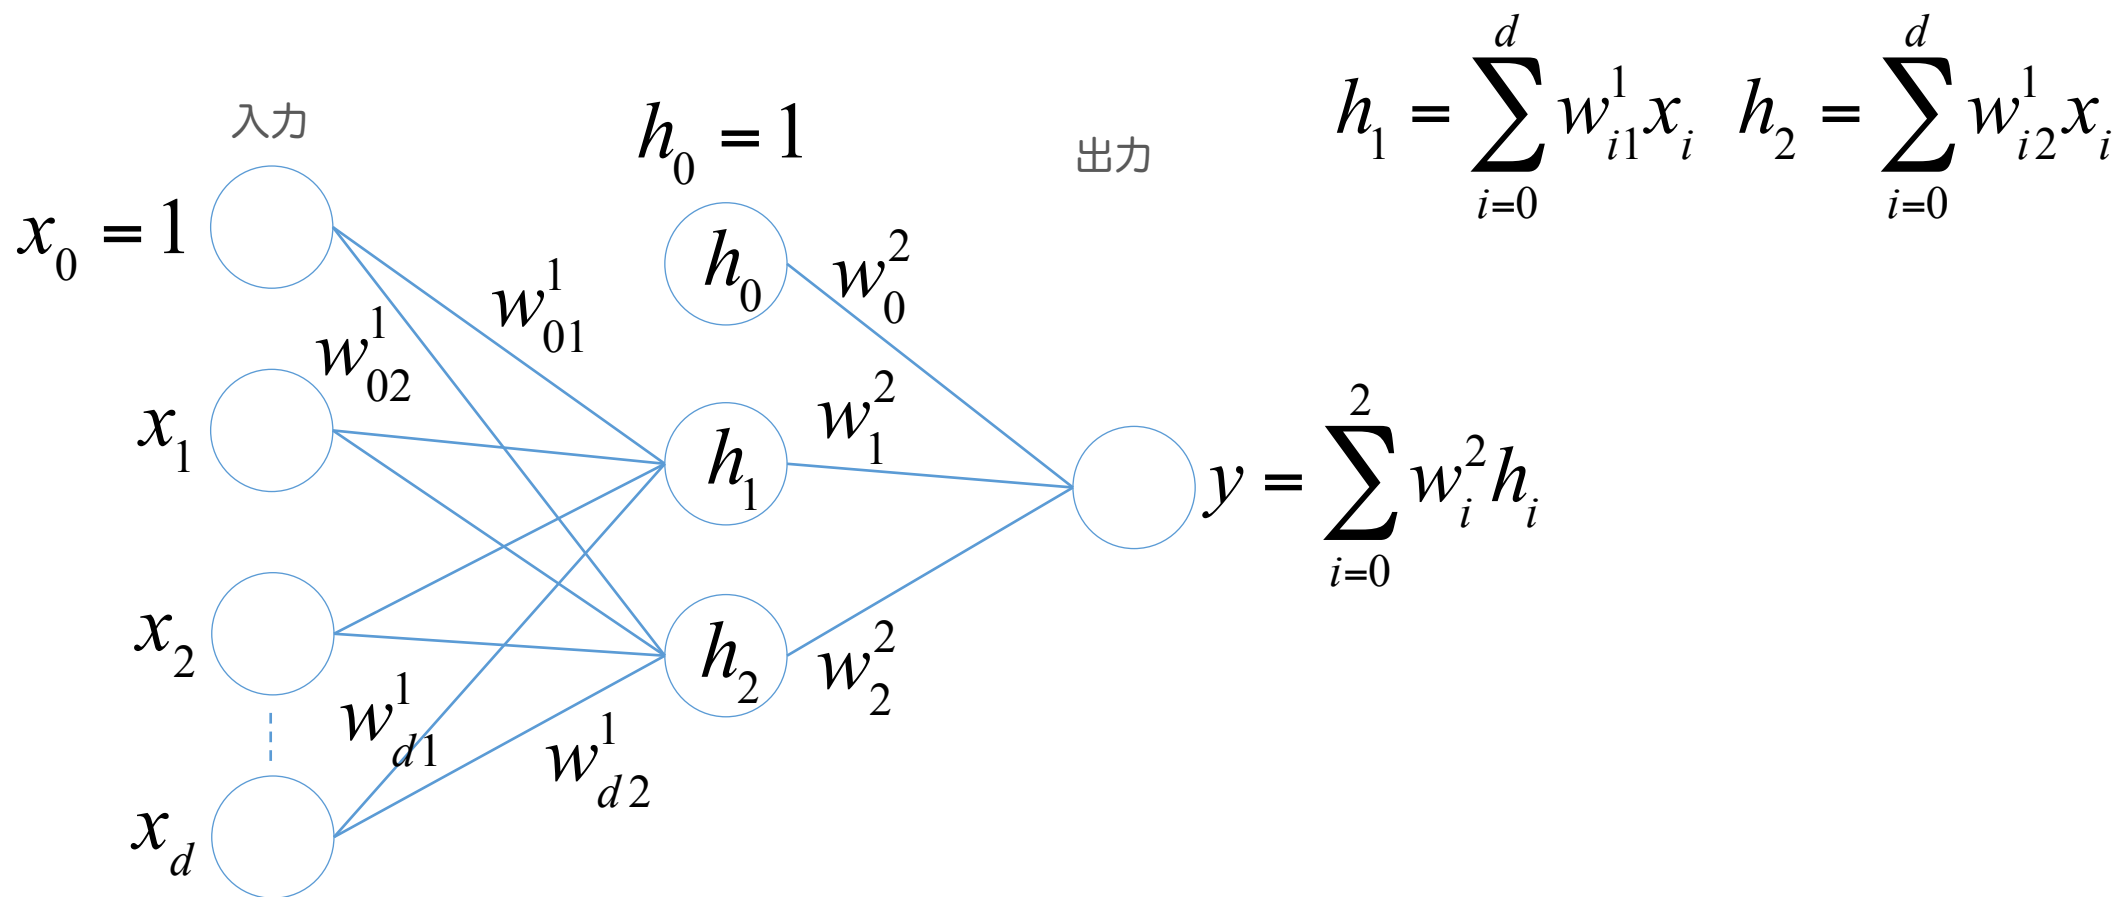 入力
出力
h_0 = 1
h_1 = \sum_{i=0}^{d} w_{i1}^1 x_i
h_2 = \sum_{i=0}^{d} w_{i2}^1 x_i
x_0 = 1
x_1
x_2
x_d
w_{01}^1
w_{02}^1
w_{d1}^1
w_{d2}^1
h_0
h_1
h_2
w_0^2
w_1^2
w_2^2
y = \sum_{i=0}^{2} w_i^2 h_i